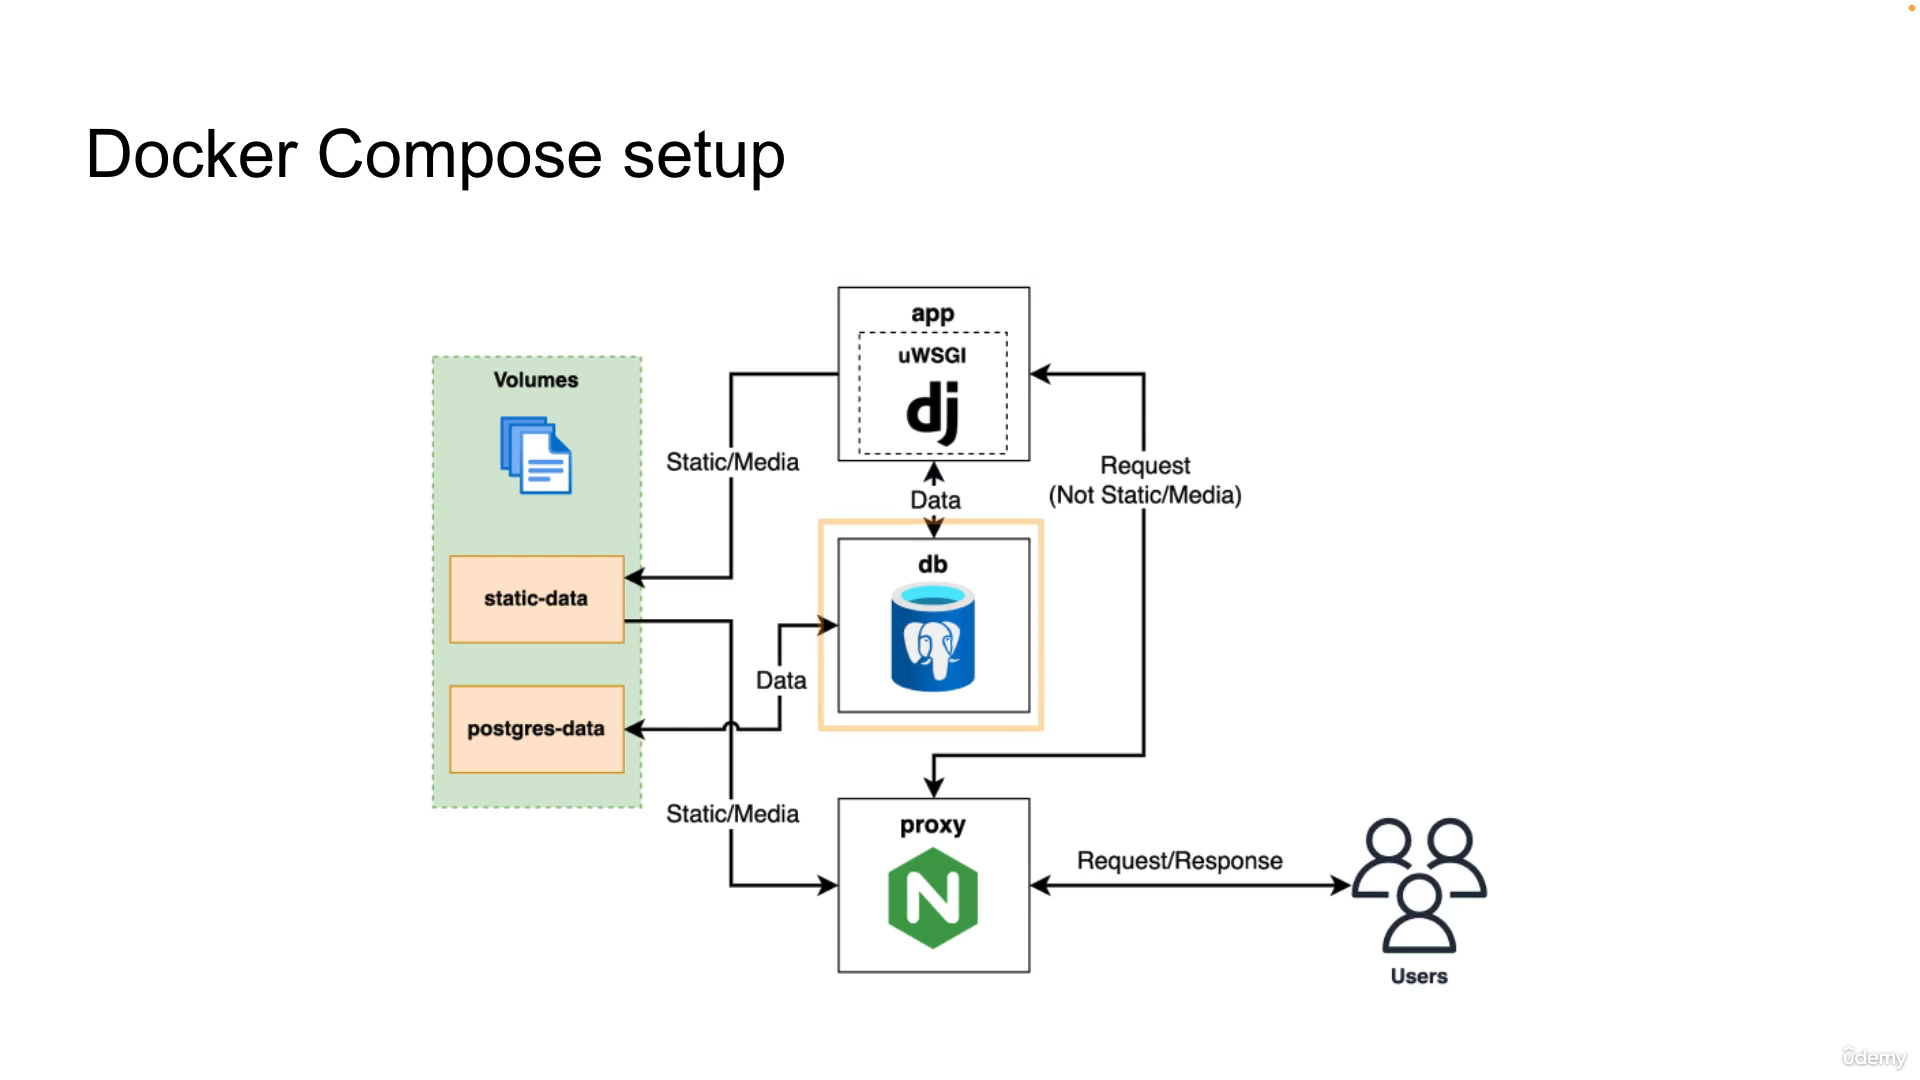 Docker Compose setup
app
uWSGI
dj
Volumes
Static/Media
Request
(Not Static/Media)
Data
db
static-data
Data
postgres-data
Static/Media
proxy
N
Request/Response
Users
ûdemy